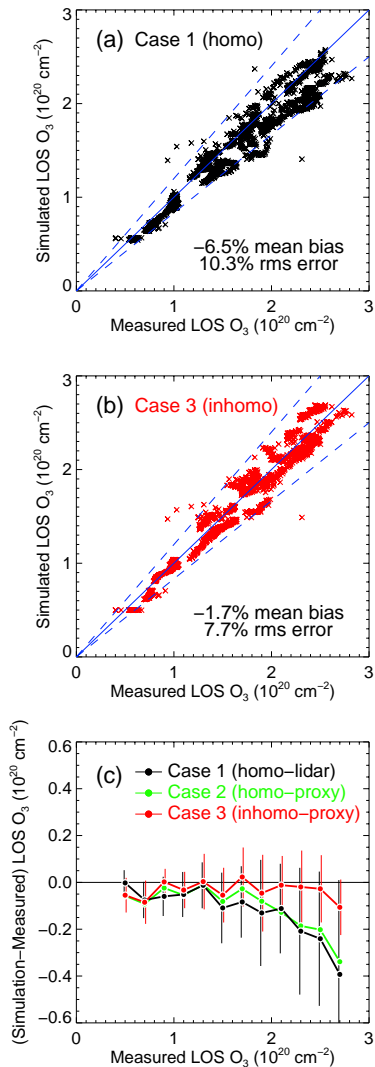 (a) Case 1 (homo)
Simulated LOS O3 (10^20 cm^−2)
3
2
1
0
−6.5% mean bias
10.3% rms error
0 1 2 3
Measured LOS O3 (10^20 cm^−2)
(b) Case 3 (inhomo)
Simulated LOS O3 (10^20 cm^−2)
3
2
1
0
−1.7% mean bias
7.7% rms error
0 1 2 3
Measured LOS O3 (10^20 cm^−2)
(c)
Case 1 (homo−lidar)
Case 2 (homo−proxy)
Case 3 (inhomo−proxy)
(Simulation−Measured) LOS O3 (10^20 cm^−2)
0.6
0.4
0.2
0.0
−0.2
−0.4
−0.6
0 1 2 3
Measured LOS O3 (10^20 cm^−2)